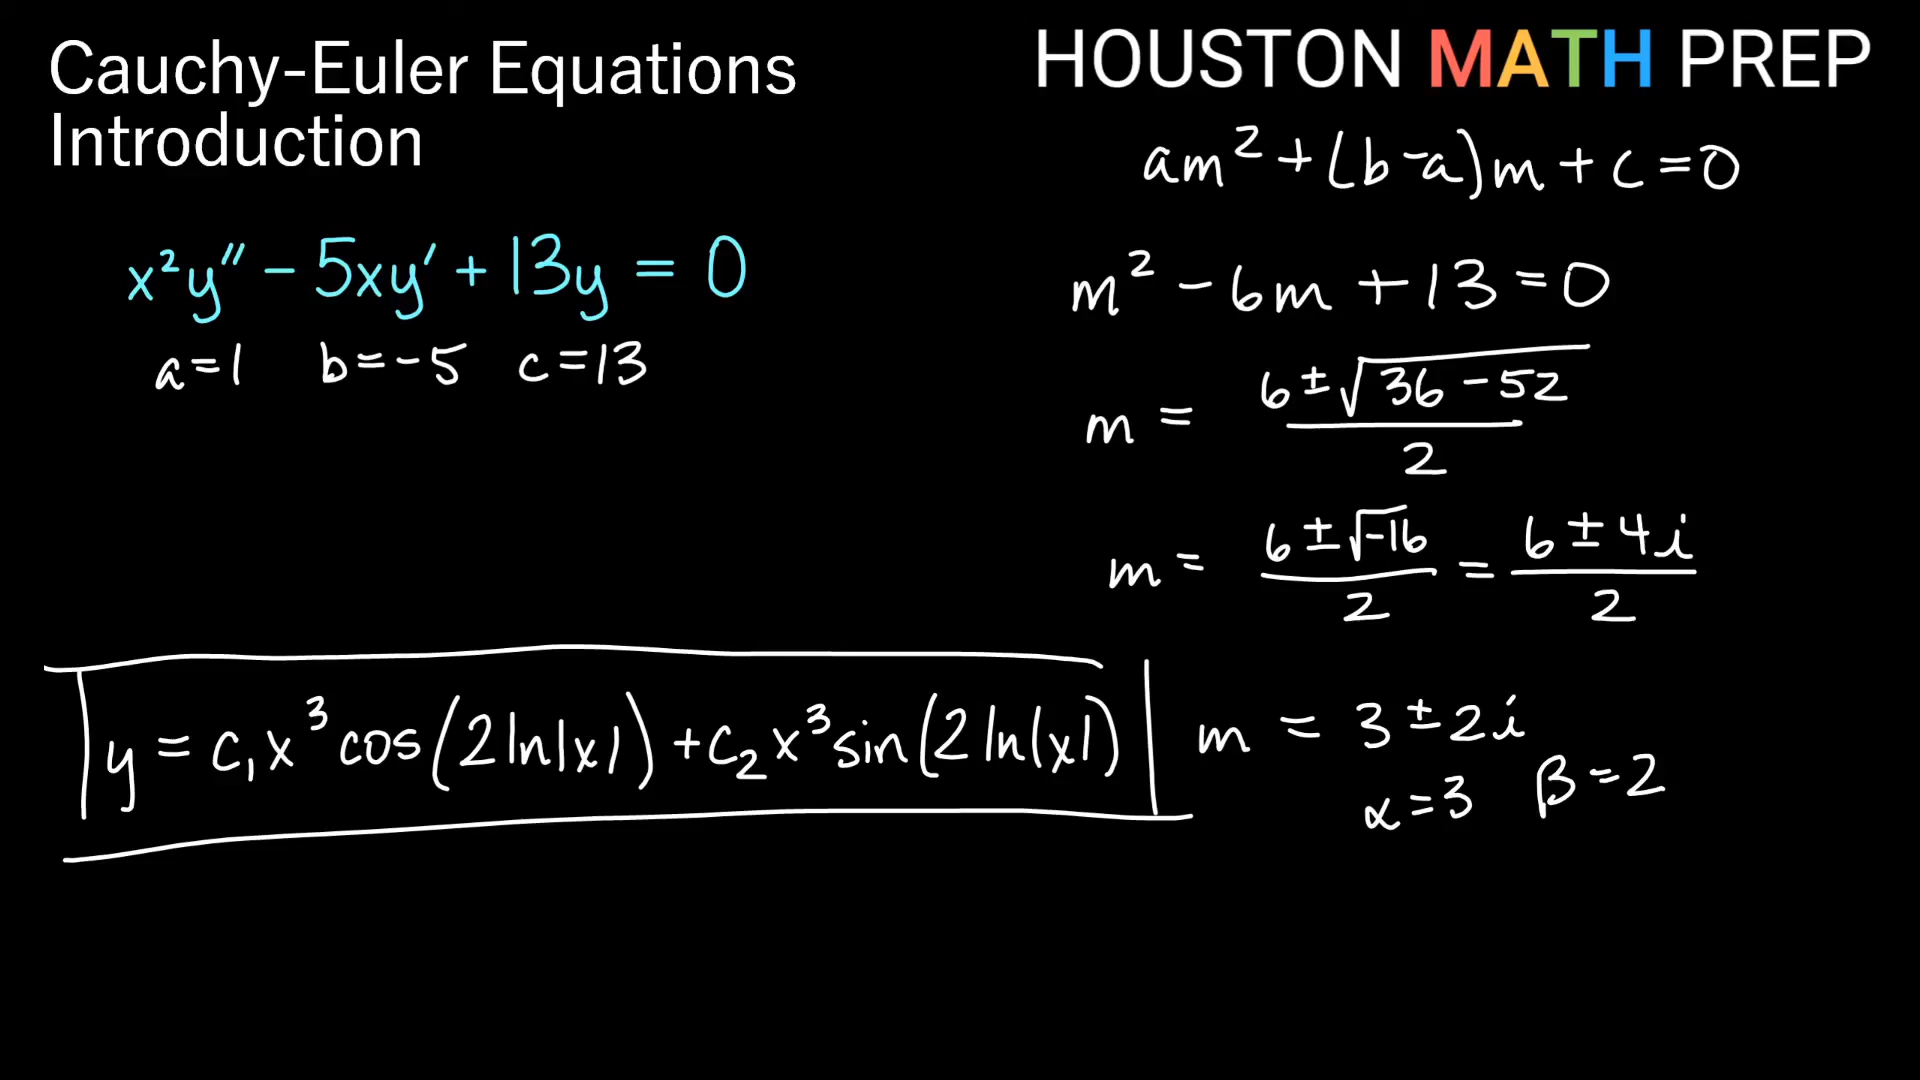 Cauchy-Euler Equations
Introduction
HOUSTON MATH PREP
x²y″ - 5xy′ + 13y = 0
a=1 b=-5 c=13
am² + (b-a)m + c = 0
m² - 6m + 13 = 0
m = (6 ± √(36 - 52))/2
m = (6 ± √-16)/2 = (6 ± 4i)/2
m = 3 ± 2i
α=3 β=2
y = c₁x³cos(2ln|x|) + c₂x³sin(2ln|x|)